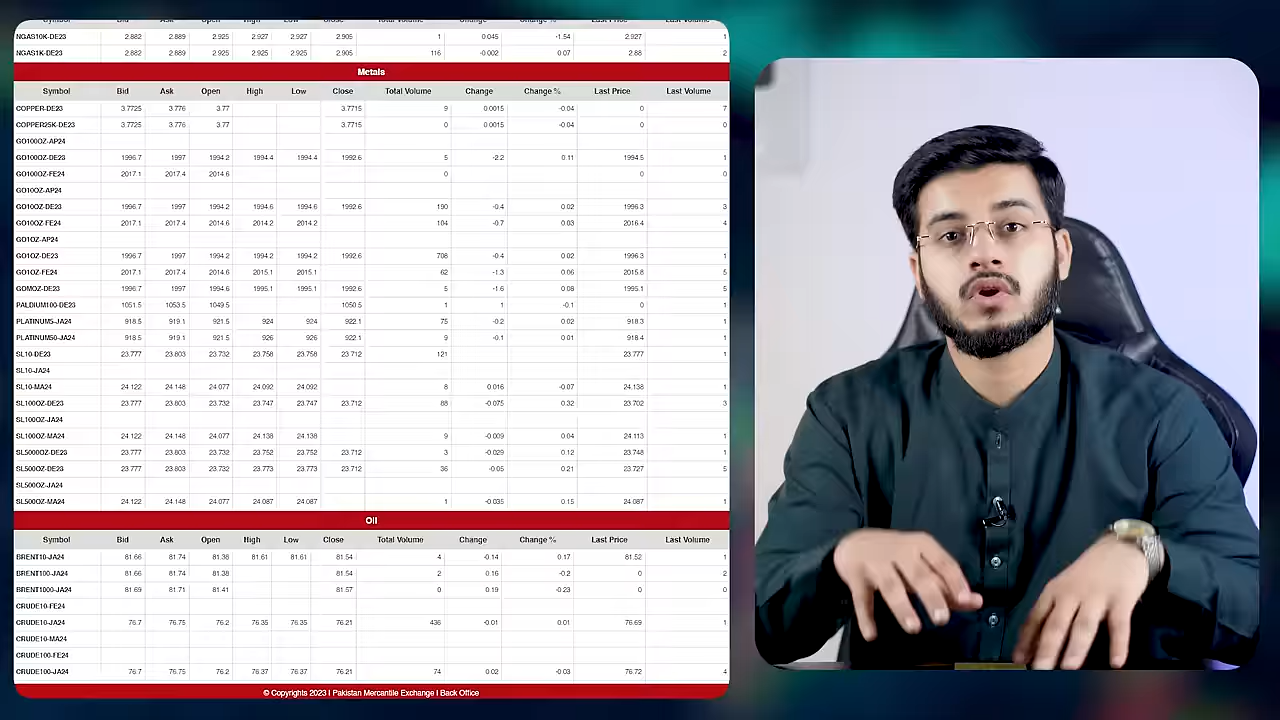 Symbol Bid Ask Open High Low Close Total Volume Change Change % Last Price Last Volume
NGAS10K-DE23 2.882 2.889 2.925 2.927 2.927 2.905 1 0.045 -1.54 2.927 1
NGAS1K-DE23 2.882 2.889 2.925 2.925 2.925 2.905 116 -0.002 0.07 2.88 2
Metals
Symbol Bid Ask Open High Low Close Total Volume Change Change % Last Price Last Volume
COPPER-DE23 3.7725 3.776 3.77 3.7715 9 0.0015 -0.04 0 7
COPPER25K-DE23 3.7725 3.776 3.77 3.7715 0 0.0015 -0.04 0 0
GO100OZ-AP24
GO100OZ-DE23 1996.7 1997 1994.2 1994.4 1994.4 1992.6 5 -2.2 0.11 1994.5 1
GO100OZ-FE24 2017.1 2017.4 2014.6 0 0 0
GO10OZ-AP24
GO10OZ-DE23 1996.7 1997 1994.2 1994.6 1994.6 1992.6 190 -0.4 0.02 1996.3 3
GO10OZ-FE24 2017.1 2017.4 2014.6 2014.2 2014.2 104 -0.7 0.03 2016.4 4
GO1OZ-AP24
GO1OZ-DE23 1996.7 1997 1994.2 1994.2 1994.2 1992.6 708 -0.4 0.02 1996.3 1
GO1OZ-FE24 2017.1 2017.4 2014.6 2015.1 2015.1 62 -1.3 0.06 2015.8 5
GOMOZ-DE23 1996.7 1997 1994.6 1995.1 1995.1 1992.6 5 -1.6 0.08 1995.1 5
PALDIUM100-DE23 1051.5 1053.5 1049.5 1050.5 1 1 -0.1 0 1
PLATINUM5-JA24 918.5 919.1 921.5 924 924 922.1 75 -0.2 0.02 918.3 1
PLATINUM50-JA24 918.5 919.1 921.5 926 926 922.1 9 -0.1 0.01 918.4 1
SL10-DE23 23.777 23.803 23.732 23.758 23.758 23.712 121 23.777 1
SL10-JA24
SL10-MA24 24.122 24.148 24.077 24.092 24.092 8 0.016 -0.07 24.138 1
SL100OZ-DE23 23.777 23.803 23.732 23.747 23.747 23.712 88 -0.075 0.32 23.702 3
SL100OZ-JA24
SL100OZ-MA24 24.122 24.148 24.077 24.138 24.138 9 -0.009 0.04 24.113 1
SL5000Z-DE23 23.777 23.803 23.732 23.752 23.752 23.712 3 -0.029 0.12 23.748 1
SL500OZ-DE23 23.777 23.803 23.732 23.773 23.773 23.712 36 -0.05 0.21 23.727 5
SL500OZ-JA24
SL500OZ-MA24 24.122 24.148 24.077 24.087 24.087 1 -0.035 0.15 24.087 1
Oil
Symbol Bid Ask Open High Low Close Total Volume Change Change % Last Price Last Volume
BRENT10-JA24 81.66 81.74 81.38 81.61 81.61 81.54 4 -0.14 0.17 81.52 1
BRENT100-JA24 81.66 81.74 81.38 81.54 2 0.16 -0.2 0 2
BRENT1000-JA24 81.69 81.71 81.41 81.57 0 0.19 -0.23 0 0
CRUDE10-FE24
CRUDE10-JA24 76.7 76.75 76.2 76.35 76.35 76.21 436 -0.01 0.01 76.69 1
CRUDE10-MA24
CRUDE100-FE24
CRUDE100-JA24 76.7 76.75 76.2 76.37 76.37 76.21 74 0.02 -0.03 76.72 4
© Copyrights 2023 | Pakistan Mercantile Exchange | Back Office